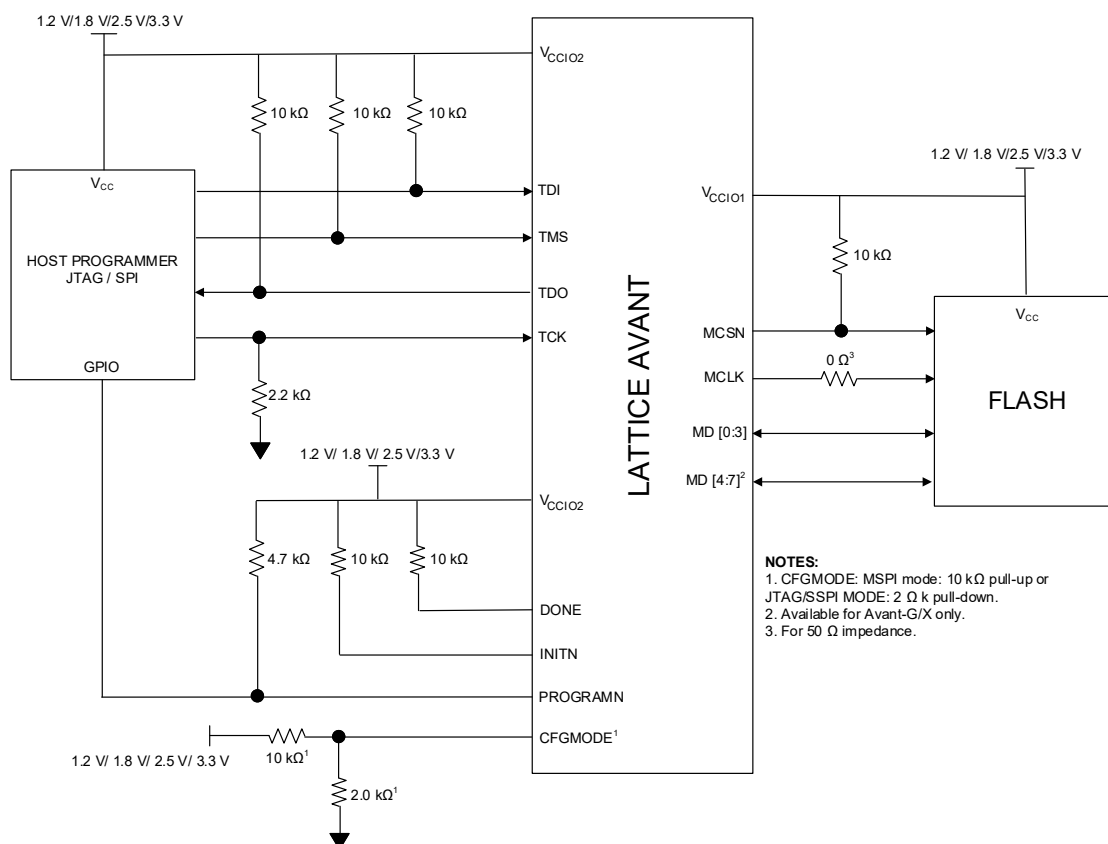 1.2 V/1.8 V/2.5 V/3.3 V
VCCIO2
10 kΩ
10 kΩ
10 kΩ
1.2 V/ 1.8 V/2.5 V/3.3 V
VCC
TDI
VCCIO1
TMS
HOST PROGRAMMER
JTAG / SPI
10 kΩ
TDO
TCK
GPIO
2.2 kΩ
LATTICE AVANT
MCSN
VCC
MCLK
0 Ω³
FLASH
MD [0:3]
MD [4:7]²
1.2 V/ 1.8 V/ 2.5 V/3.3 V
VCCIO2
4.7 kΩ
10 kΩ
10 kΩ
DONE
INITN
PROGRAMN
CFGMODE¹
10 kΩ¹
1.2 V/ 1.8 V/ 2.5 V/ 3.3 V
2.0 kΩ¹
NOTES:
1. CFGMODE: MSPI mode: 10 kΩ pull-up or
JTAG/SSPI MODE: 2 Ω k pull-down.
2. Available for Avant-G/X only.
3. For 50 Ω impedance.